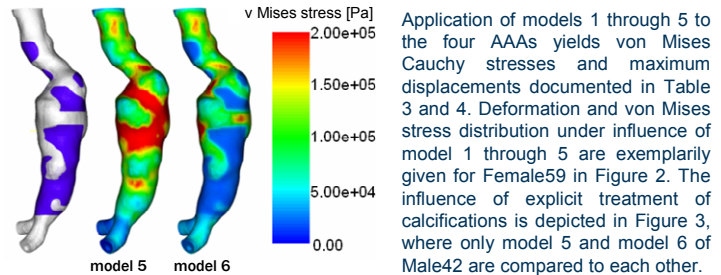 v Mises stress [Pa]
2.00e+05
1.50e+05
1.00e+05
5.00e+04
0.00
model 5 model 6
Application of models 1 through 5 to
the four AAAs yields von Mises
Cauchy stresses and maximum
displacements documented in Table
3 and 4. Deformation and von Mises
stress distribution under influence of
model 1 through 5 are exemplarily
given for Female59 in Figure 2. The
influence of explicit treatment of
calcifications is depicted in Figure 3,
where only model 5 and model 6 of
Male42 are compared to each other.